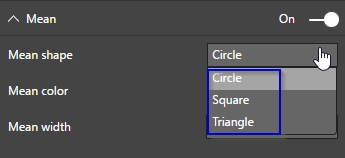 Mean On
Mean shape Circle
Circle
Mean color
Square
Mean width
Triangle